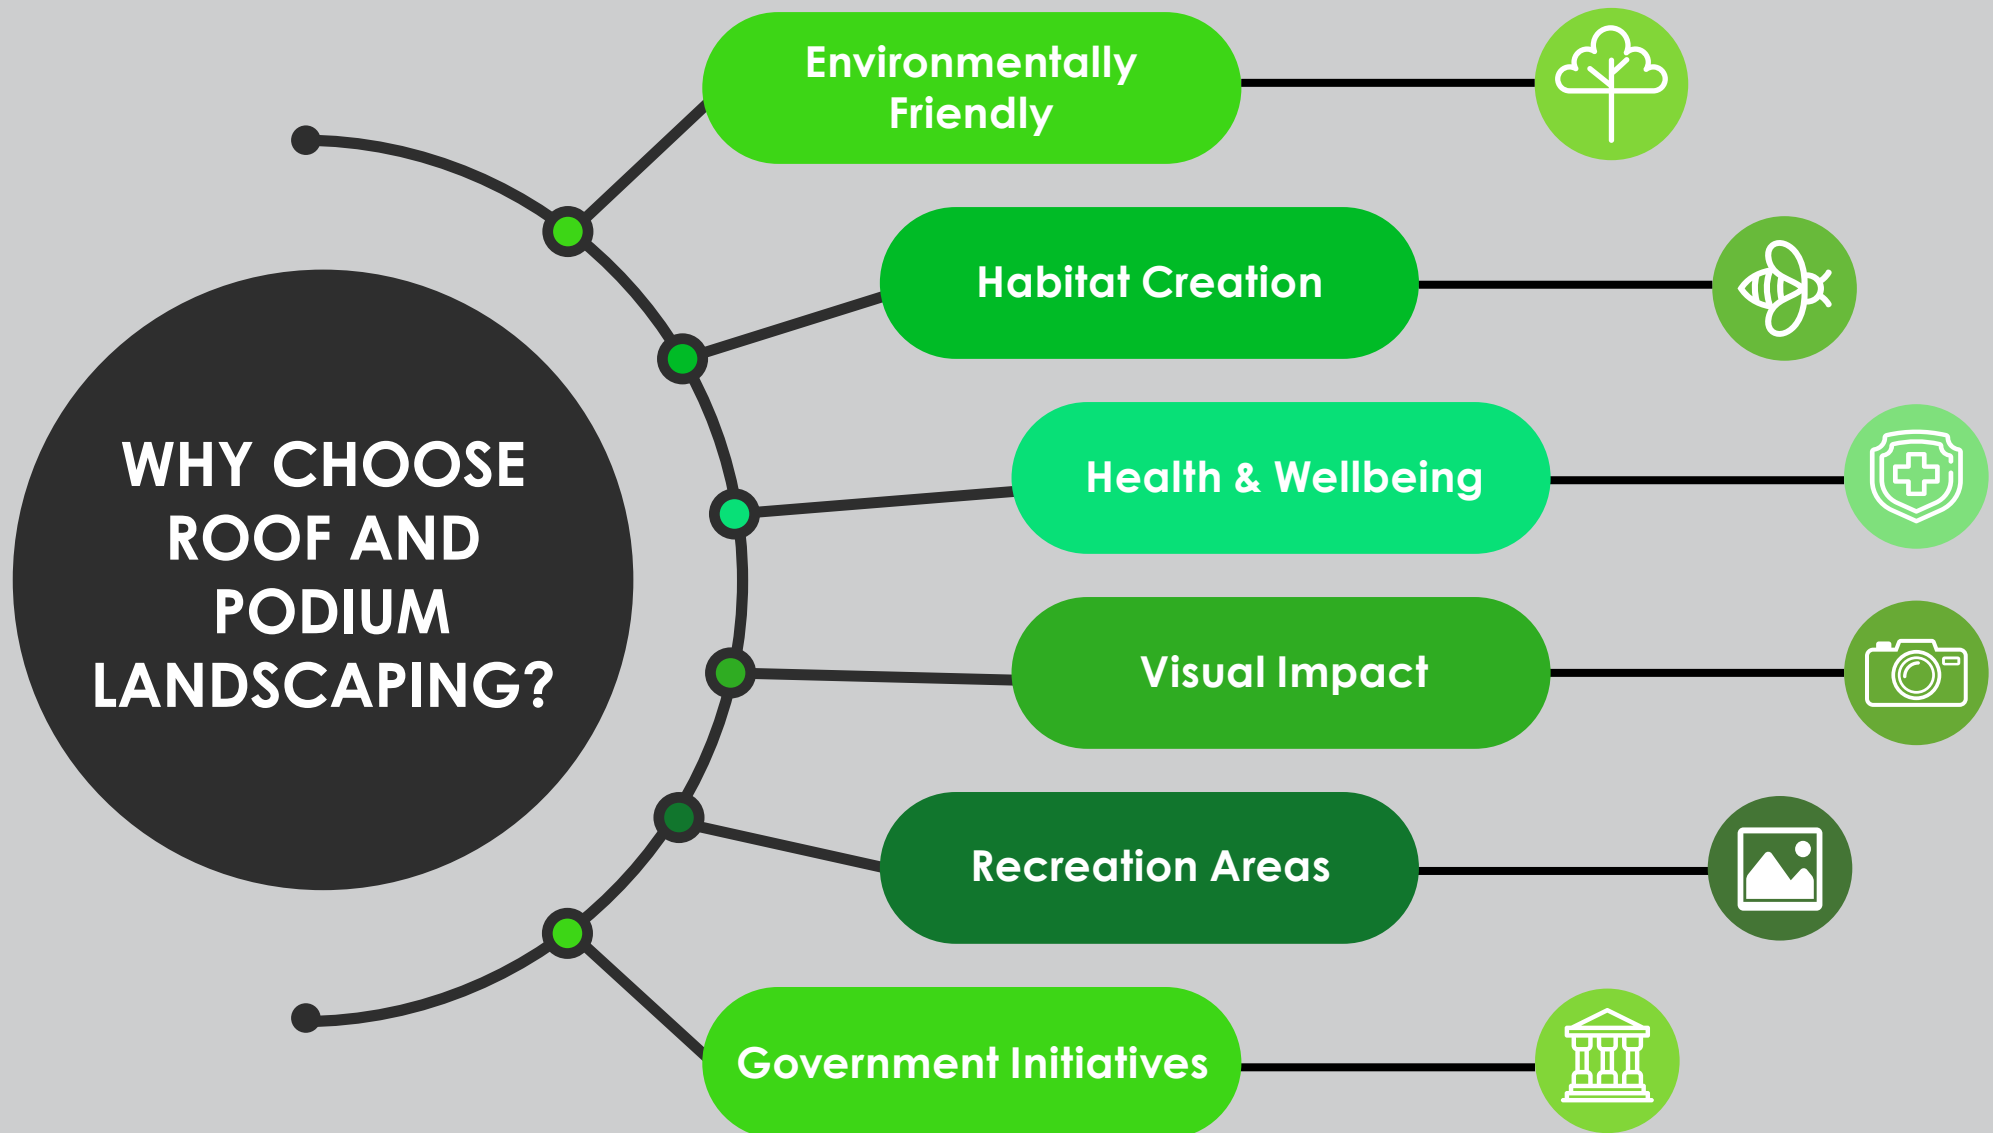 WHY CHOOSE
ROOF AND
PODIUM
LANDSCAPING?
Environmentally
Friendly
Habitat Creation
Health & Wellbeing
Visual Impact
Recreation Areas
Government Initiatives